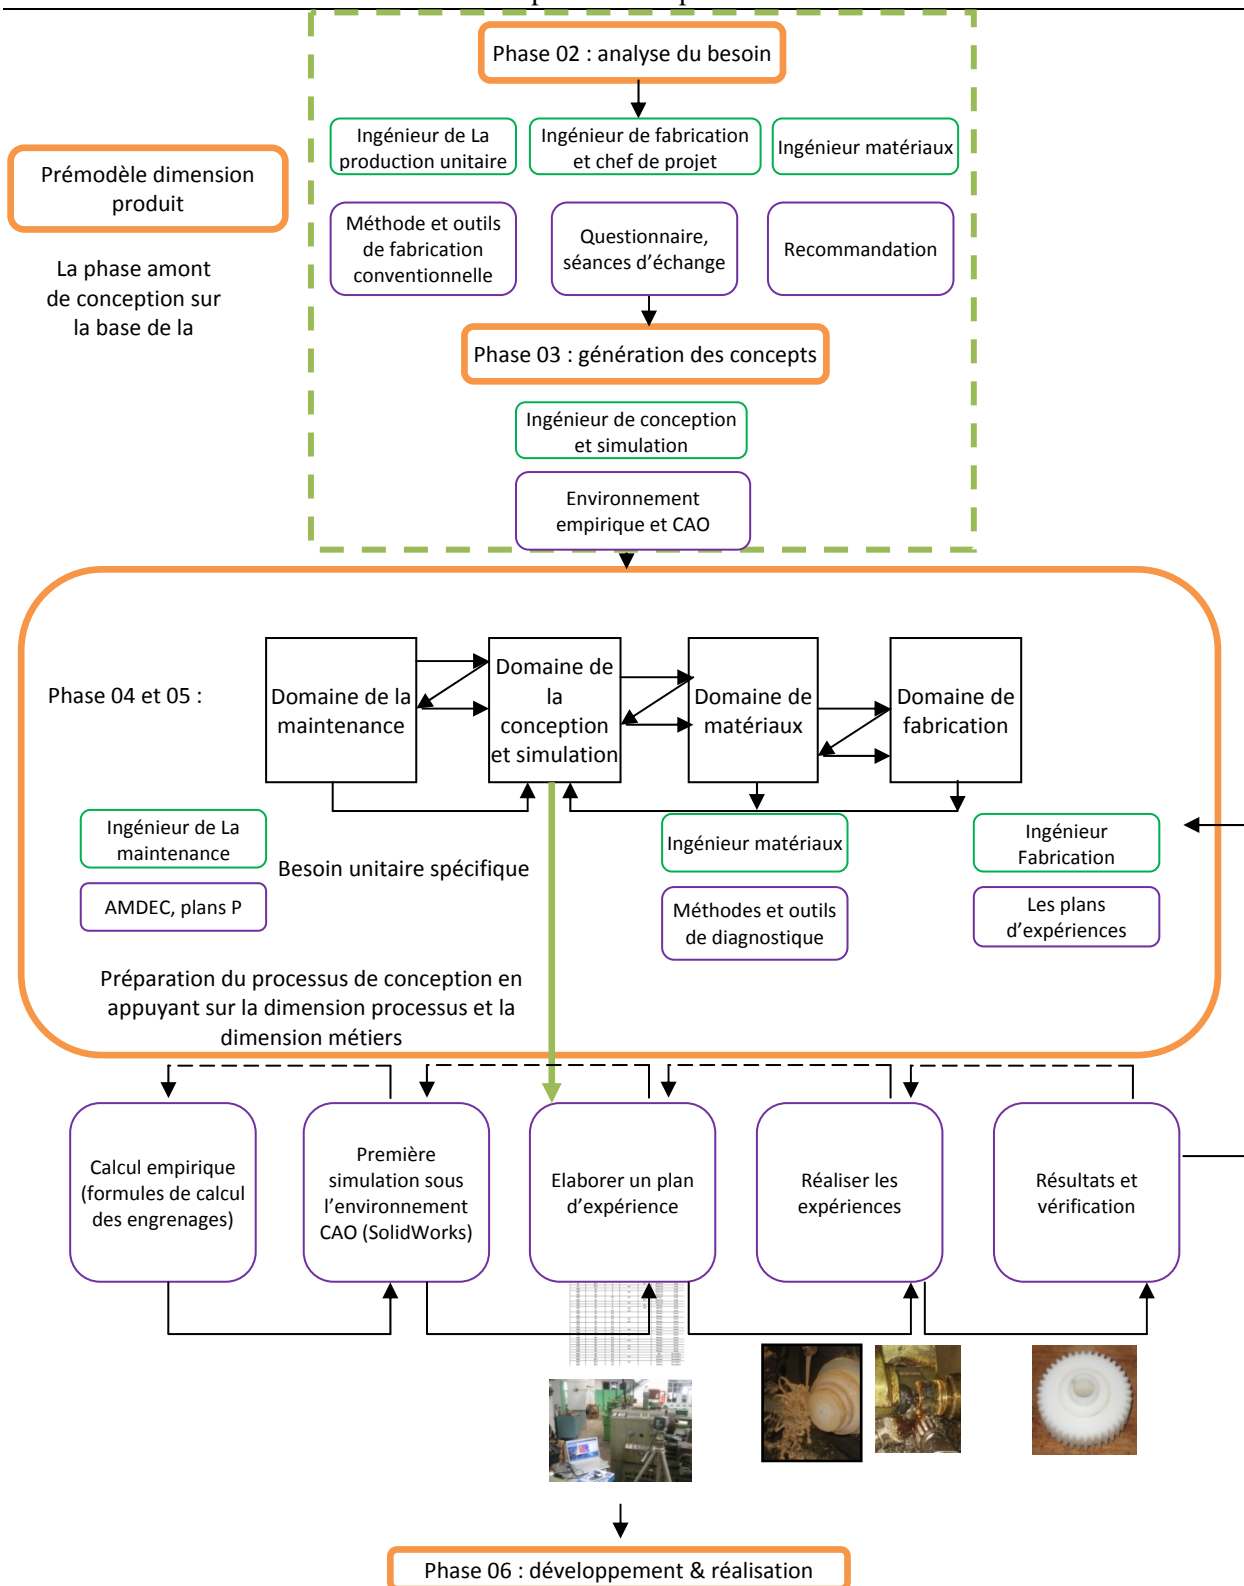 Phase 02 : analyse du besoin
Ingénieur de La
production unitaire
Ingénieur de fabrication
et chef de projet
Ingénieur matériaux
Prémodèle dimension
produit
Méthode et outils
de fabrication
conventionnelle
Questionnaire,
séances d’échange
Recommandation
La phase amont
de conception sur
la base de la
Phase 03 : génération des concepts
Ingénieur de conception
et simulation
Environnement
empirique et CAO
Phase 04 et 05 :
Domaine de la
maintenance
Domaine de
la
conception
et simulation
Domaine de
matériaux
Domaine de
fabrication
Ingénieur de La
maintenance
Besoin unitaire spécifique
AMDEC, plans P
Ingénieur matériaux
Méthodes et outils
de diagnostique
Ingénieur
Fabrication
Les plans
d’expériences
Préparation du processus de conception en
appuyant sur la dimension processus et la
dimension métiers
Calcul empirique
(formules de calcul
des engrenages)
Première
simulation sous
l’environnement
CAO (SolidWorks)
Elaborer un plan
d’expérience
Réaliser les
expériences
Résultats et
vérification
Phase 06 : développement & réalisation